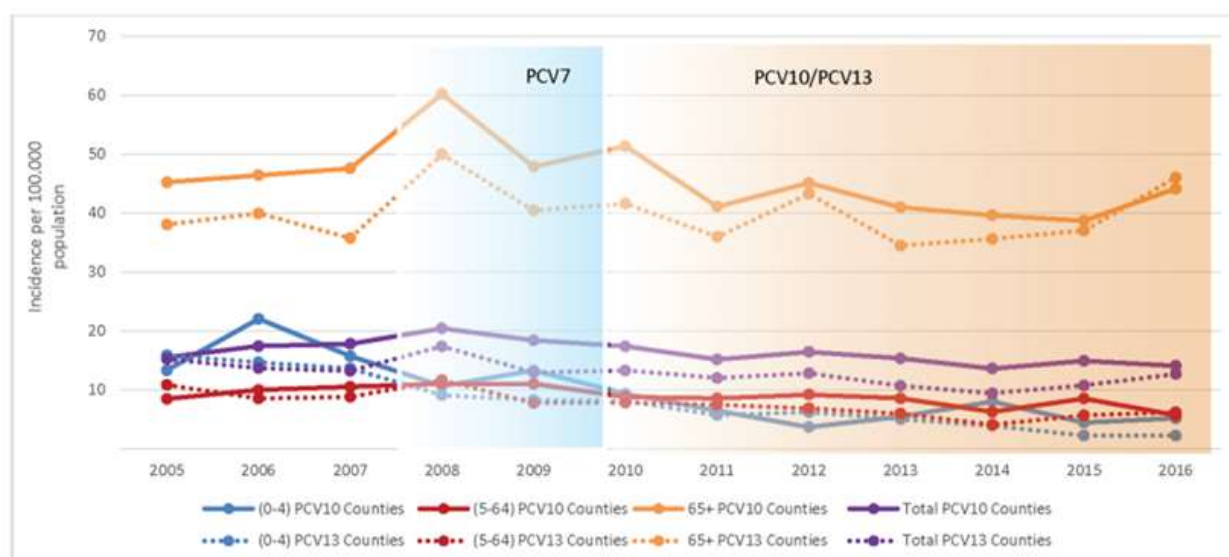 70
PCV7
PCV10/PCV13
60
50
40
30
20
10
Incidence per 100.000
population
2005 2006 2007 2008 2009 2010 2011 2012 2013 2014 2015 2016
(0-4) PCV10 Counties (5-64) PCV10 Counties 65+ PCV10 Counties Total PCV10 Counties
(0-4) PCV13 Counties (5-64) PCV13 Counties 65+ PCV13 Counties Total PCV13 Counties